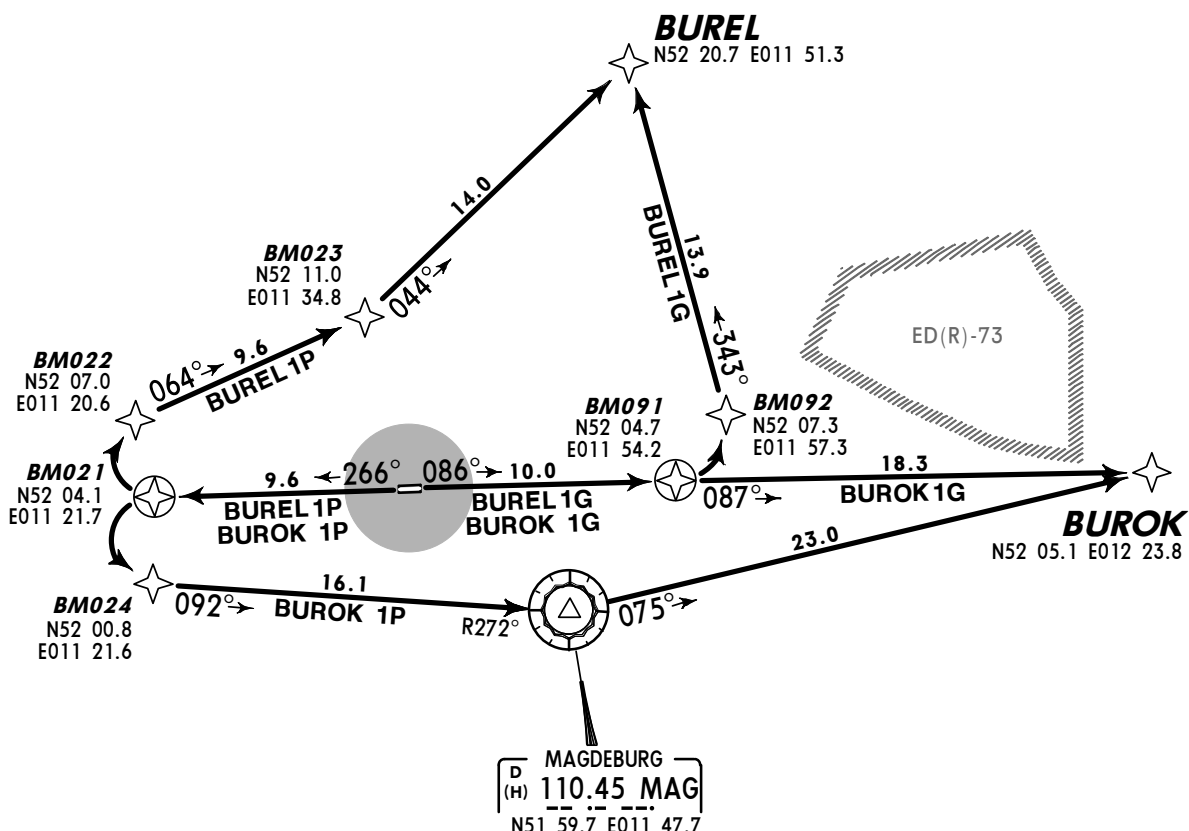 BUREL
N52 20.7 E011 51.3
14.0
BM023
N52 11.0
E011 34.8
044°
13.9
BUREL 1G
343°
ED(R)-73
BM022
N52 07.0
E011 20.6
064°
9.6
BUREL 1P
BM091
N52 04.7
E011 54.2
BM092
N52 07.3
E011 57.3
BM021
N52 04.1
E011 21.7
9.6
266°
086°
10.0
BUREL 1P
BUROK 1P
BUREL 1G
BUROK 1G
18.3
087°
BUROK 1G
BUROK
N52 05.1 E012 23.8
23.0
075°
BM024
N52 00.8
E011 21.6
092°
16.1
BUROK 1P
R272°
MAGDEBURG
D
(H)
110.45 MAG
N51 59.7 E011 47.7